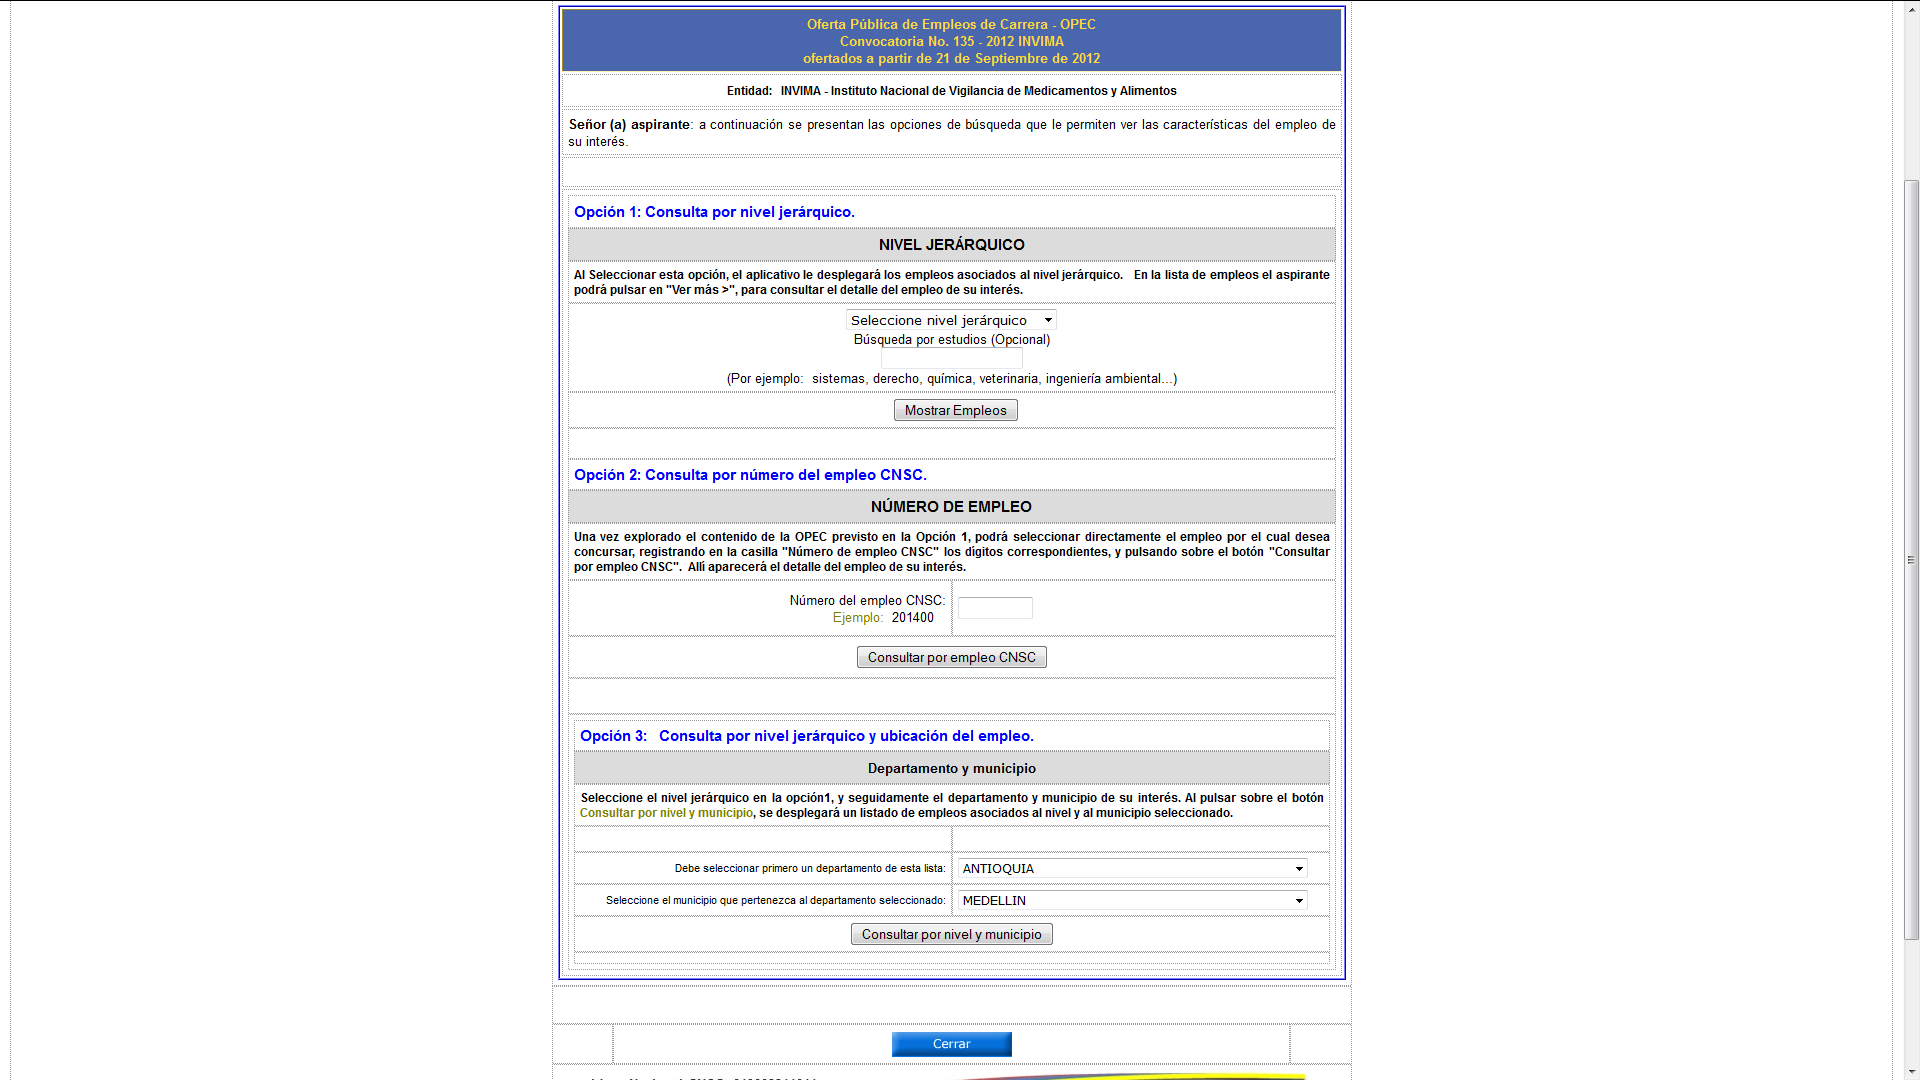 Oferta Pública de Empleos de Carrera - OPEC
Convocatoria No. 135 - 2012 INVIMA
ofertados a partir de 21 de Septiembre de 2012
Entidad: INVIMA - Instituto Nacional de Vigilancia de Medicamentos y Alimentos
Señor (a) aspirante: a continuación se presentan las opciones de búsqueda que le permiten ver las características del empleo de
su interés.
Opción 1: Consulta por nivel jerárquico.
NIVEL JERÁRQUICO
Al Seleccionar esta opción, el aplicativo le desplegará los empleos asociados al nivel jerárquico. En la lista de empleos el aspirante
podrá pulsar en "Ver más >", para consultar el detalle del empleo de su interés.
Seleccione nivel jerárquico
Búsqueda por estudios (Opcional)
(Por ejemplo: sistemas, derecho, química, veterinaria, ingeniería ambiental...)
Mostrar Empleos
Opción 2: Consulta por número del empleo CNSC.
NÚMERO DE EMPLEO
Una vez explorado el contenido de la OPEC previsto en la Opción 1, podrá seleccionar directamente el empleo por el cual desea
concursar, registrando en la casilla "Número de empleo CNSC" los dígitos correspondientes, y pulsando sobre el botón "Consultar
por empleo CNSC". Allí aparecerá el detalle del empleo de su interés.
Número del empleo CNSC:
Ejemplo: 201400
Consultar por empleo CNSC
Opción 3: Consulta por nivel jerárquico y ubicación del empleo.
Departamento y municipio
Seleccione el nivel jerárquico en la opción1, y seguidamente el departamento y municipio de su interés. Al pulsar sobre el botón
Consultar por nivel y municipio, se desplegará un listado de empleos asociados al nivel y al municipio seleccionado.
Debe seleccionar primero un departamento de esta lista: ANTIOQUIA
Seleccione el municipio que pertenezca al departamento seleccionado: MEDELLIN
Consultar por nivel y municipio
Cerrar